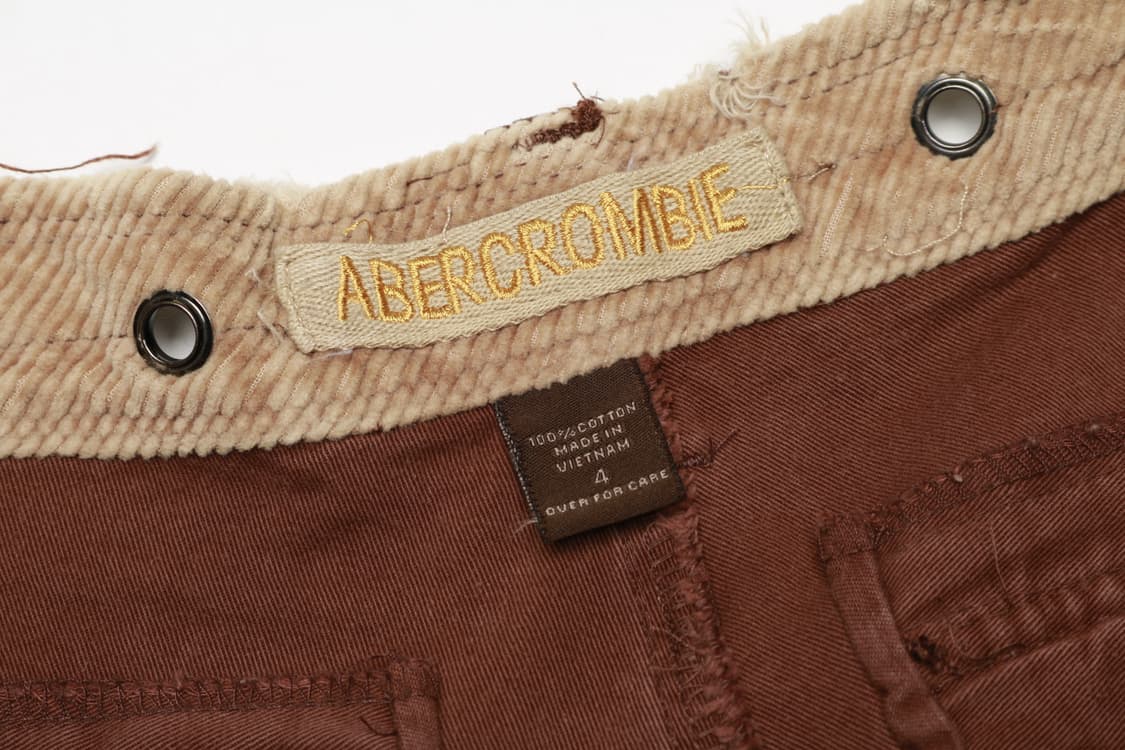 ABERCROMBIE
100% COTTON
MADE IN
VIETNAM
4
OVER FOR CARE